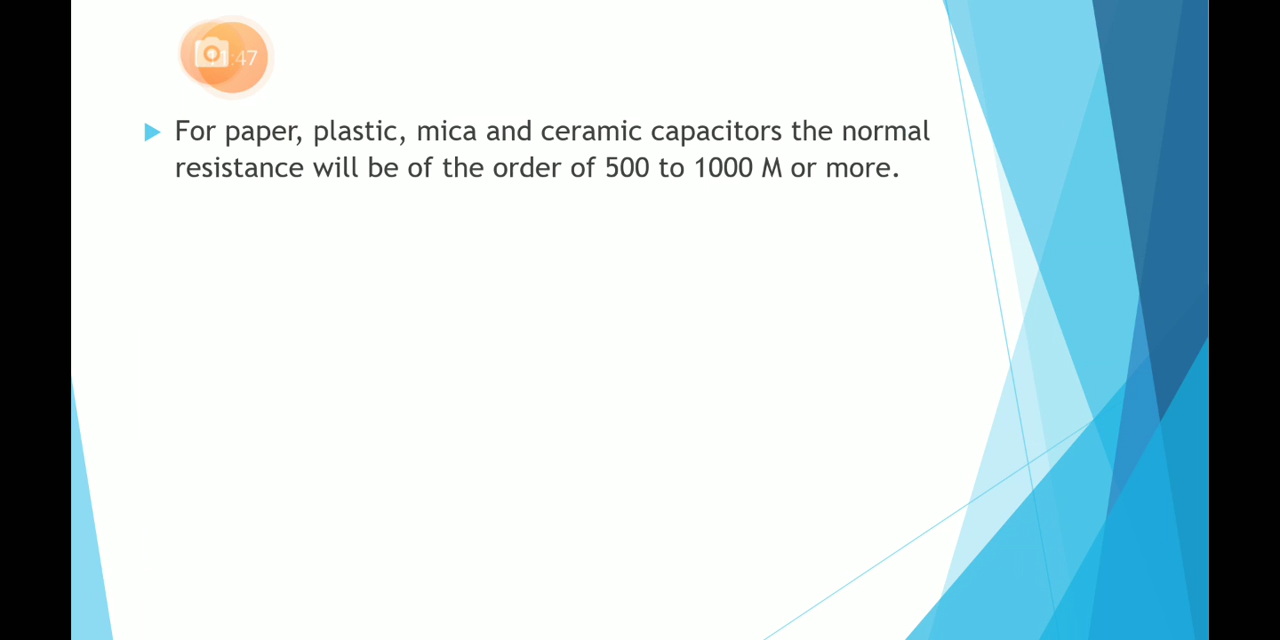 :47
For paper, plastic, mica and ceramic capacitors the normal
resistance will be of the order of 500 to 1000 M or more.